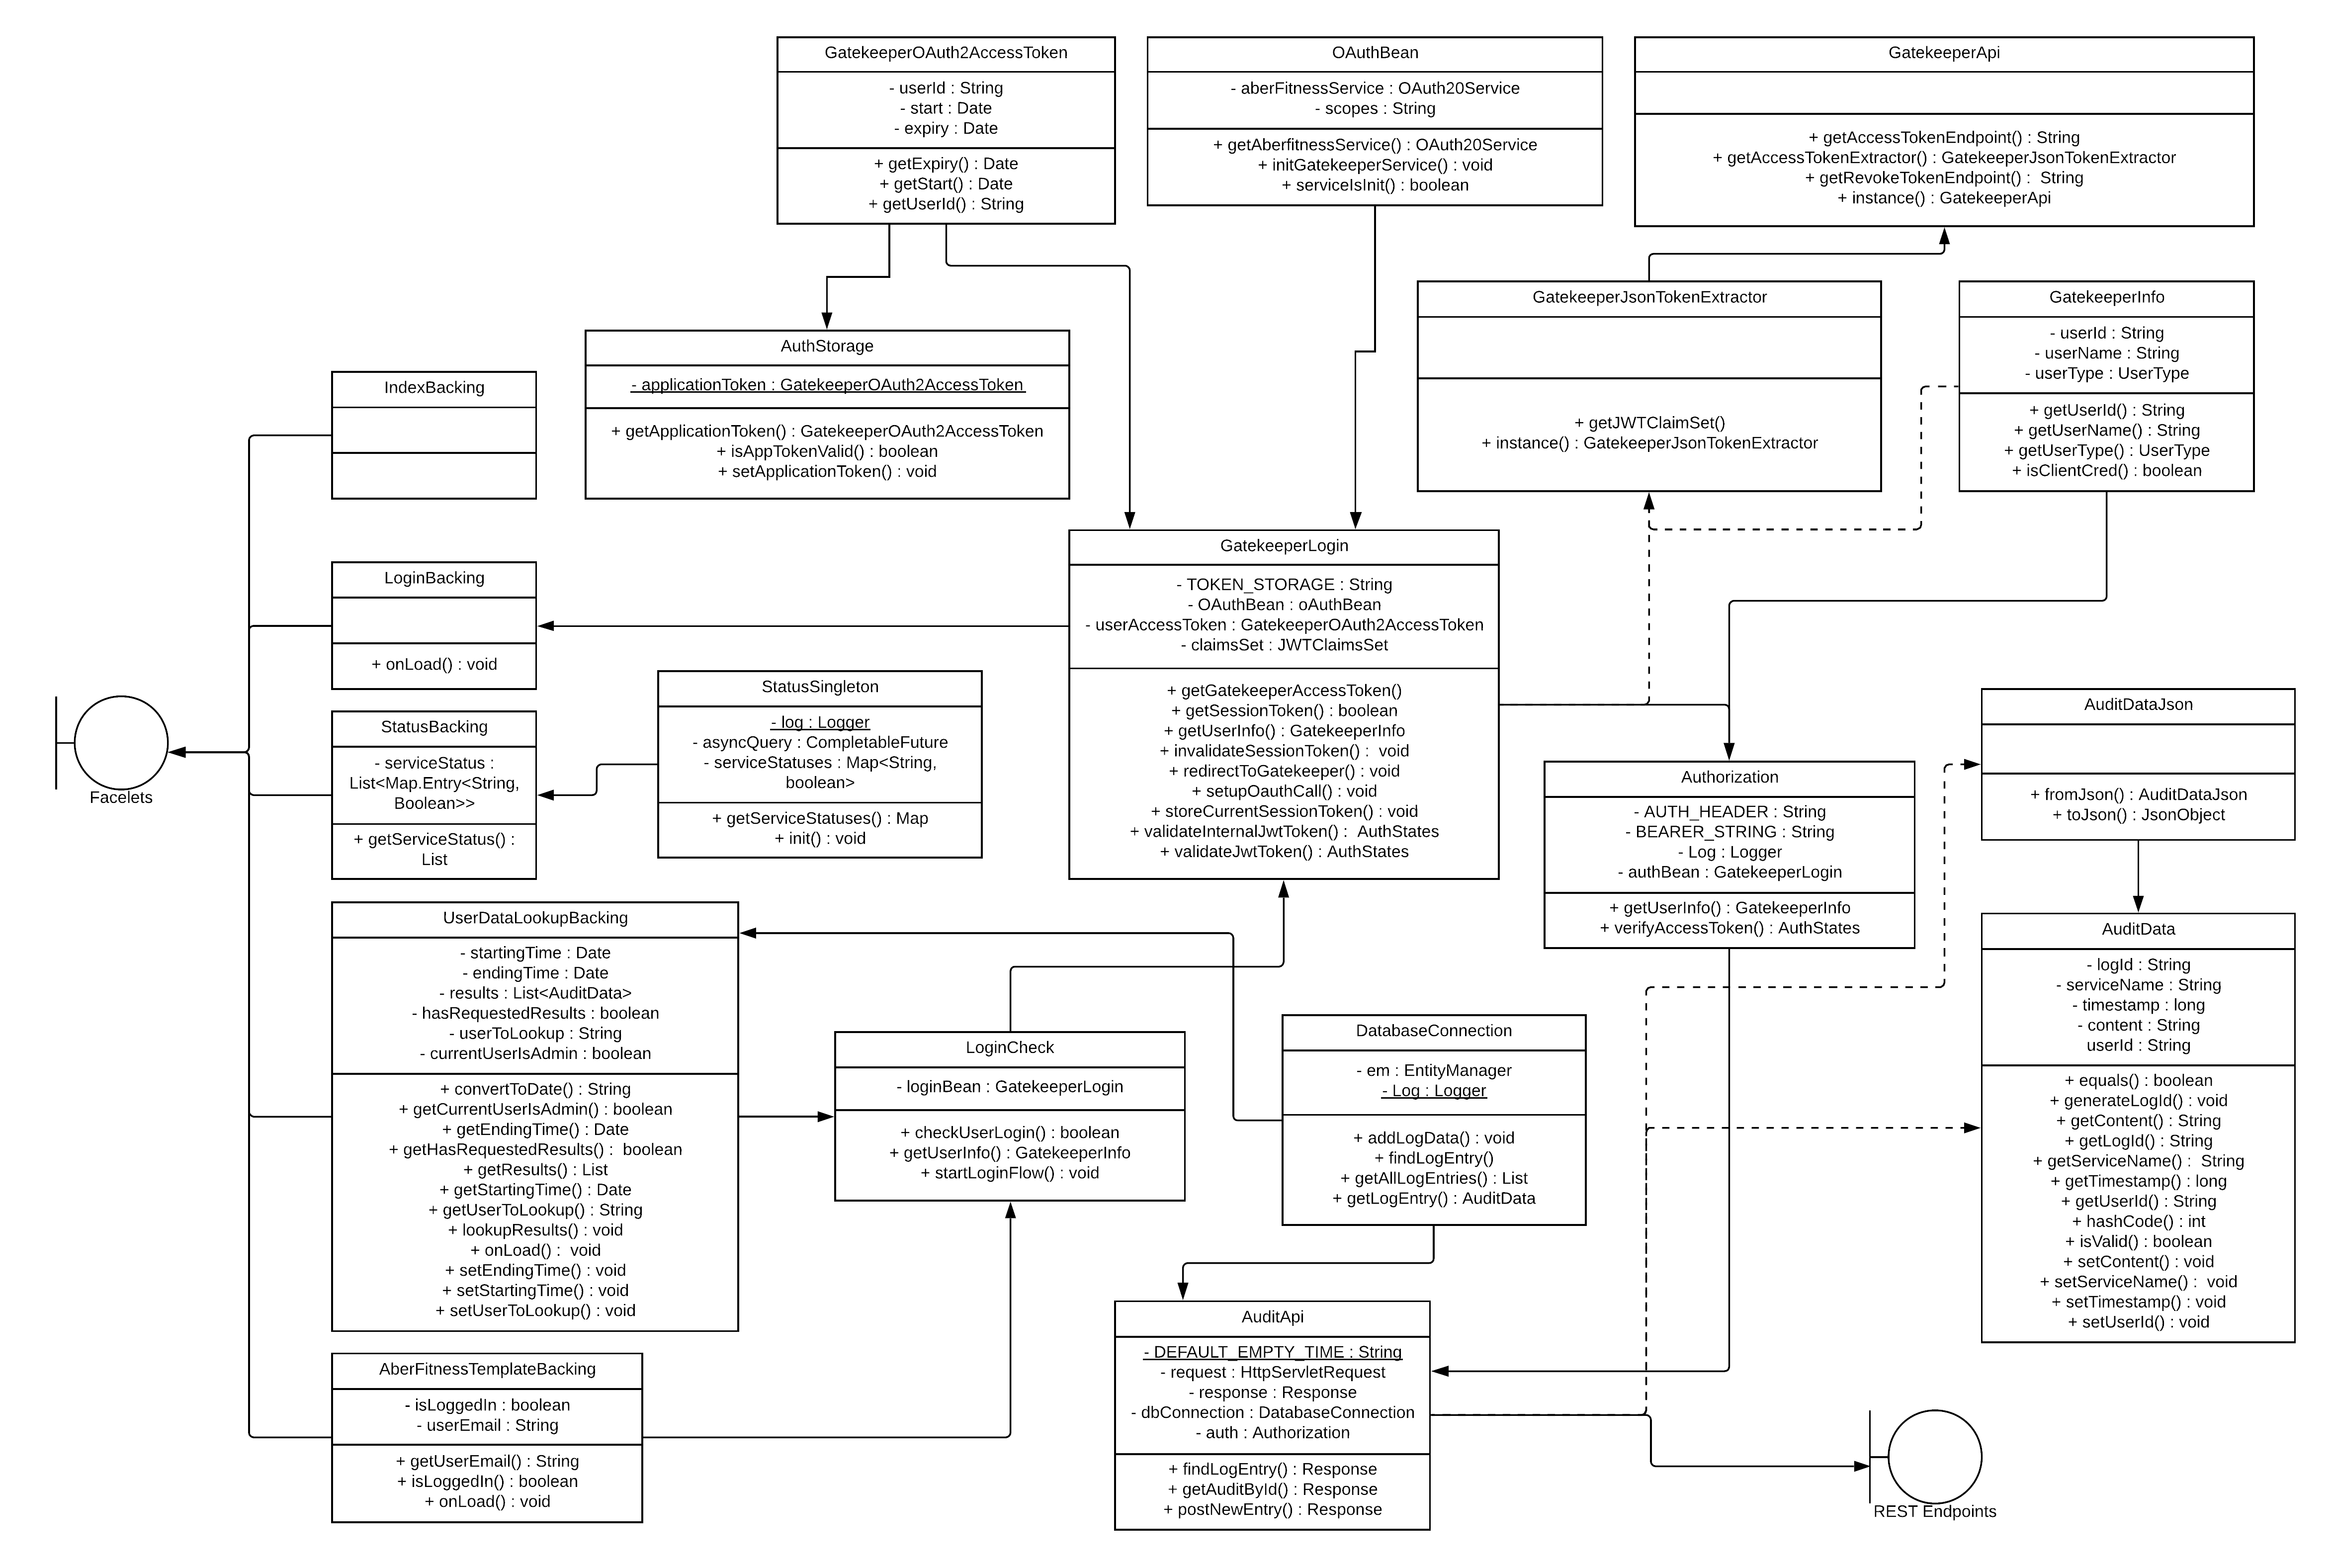 GatekeeperOAuth2AccessToken
- userId : String
- start : Date
- expiry : Date
+ getExpiry() : Date
+ getStart() : Date
+ getUserId() : String
OAuthBean
- aberFitnessService : OAuth20Service
- scopes : String
+ getAberfitnessService() : OAuth20Service
+ initGatekeeperService() : void
+ serviceIsInit() : boolean
GatekeeperApi
+ getAccessTokenEndpoint() : String
+ getAccessTokenExtractor() : GatekeeperJsonTokenExtractor
+ getRevokeTokenEndpoint() :  String
+ instance() : GatekeeperApi
AuthStorage
- applicationToken : GatekeeperOAuth2AccessToken
+ getApplicationToken() : GatekeeperOAuth2AccessToken
+ isAppTokenValid() : boolean
+ setApplicationToken() : void
GatekeeperJsonTokenExtractor
+ getJWTClaimSet()
+ instance() : GatekeeperJsonTokenExtractor
GatekeeperInfo
- userId : String
- userName : String
- userType : UserType
+ getUserId() : String
+ getUserName() : String
+ getUserType() : UserType
+ isClientCred() : boolean
IndexBacking
LoginBacking
+ onLoad() : void
GatekeeperLogin
- TOKEN_STORAGE : String
- OAuthBean : oAuthBean
- userAccessToken : GatekeeperOAuth2AccessToken
- claimsSet : JWTClaimsSet
+ getGatekeeperAccessToken()
+ getSessionToken() : boolean
+ getUserInfo() : GatekeeperInfo
+ invalidateSessionToken() :  void
+ redirectToGatekeeper() : void
+ setupOauthCall() : void
+ storeCurrentSessionToken() : void
+ validateInternalJwtToken() :  AuthStates
+ validateJwtToken() : AuthStates
Facelets
StatusBacking
- serviceStatus :
List<Map.Entry<String,
Boolean>>
+ getServiceStatus() :
List
StatusSingleton
- log : Logger
- asyncQuery : CompletableFuture
- serviceStatuses : Map<String,
boolean>
+ getServiceStatuses() : Map
+ init() : void
Authorization
- AUTH_HEADER : String
- BEARER_STRING : String
- Log : Logger
- authBean : GatekeeperLogin
+ getUserInfo() : GatekeeperInfo
+ verifyAccessToken() : AuthStates
AuditDataJson
+ fromJson() : AuditDataJson
+ toJson() : JsonObject
UserDataLookupBacking
- startingTime : Date
- endingTime : Date
- results : List<AuditData>
- hasRequestedResults : boolean
- userToLookup : String
- currentUserIsAdmin : boolean
+ convertToDate() : String
+ getCurrentUserIsAdmin() : boolean
+ getEndingTime() : Date
+ getHasRequestedResults() :  boolean
+ getResults() : List
+ getStartingTime() : Date
+ getUserToLookup() : String
+ lookupResults() : void
+ onLoad() :  void
+ setEndingTime() : void
+ setStartingTime() : void
+ setUserToLookup() : void
LoginCheck
- loginBean : GatekeeperLogin
+ checkUserLogin() : boolean
+ getUserInfo() : GatekeeperInfo
+ startLoginFlow() : void
DatabaseConnection
- em : EntityManager
- Log : Logger
+ addLogData() : void
+ findLogEntry()
+ getAllLogEntries() : List
+ getLogEntry() : AuditData
AuditData
- logId : String
- serviceName : String
- timestamp : long
- content : String
userId : String
+ equals() : boolean
+ generateLogId() : void
+ getContent() : String
+ getLogId() : String
+ getServiceName() :  String
+ getTimestamp() : long
+ getUserId() : String
+ hashCode() : int
+ isValid() : boolean
+ setContent() : void
+ setServiceName() :  void
+ setTimestamp() : void
+ setUserId() : void
AberFitnessTemplateBacking
- isLoggedIn : boolean
- userEmail : String
+ getUserEmail() : String
+ isLoggedIn() : boolean
+ onLoad() : void
AuditApi
- DEFAULT_EMPTY_TIME : String
- request : HttpServletRequest
- response : Response
- dbConnection : DatabaseConnection
- auth : Authorization
+ findLogEntry() : Response
+ getAuditById() : Response
+ postNewEntry() : Response
REST Endpoints